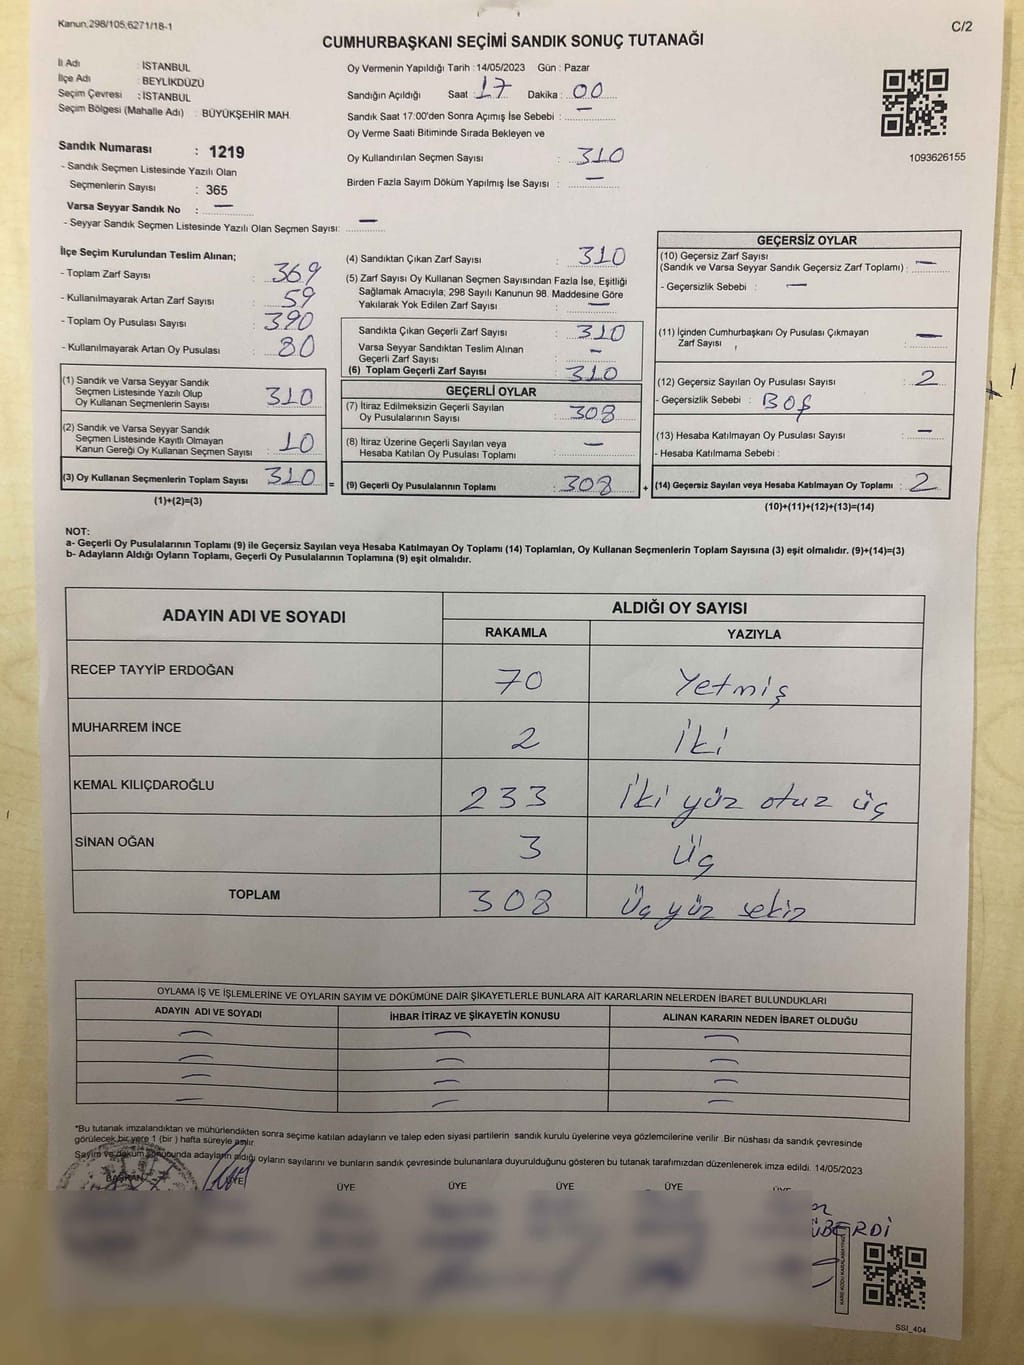 Kanun;298/105;6271/18-1
C/2
CUMHURBAŞKANI SEÇİMİ SANDIK SONUÇ TUTANAĞI
İl Adı : İSTANBUL
İlçe Adı : BEYLİKDÜZÜ
Seçim Çevresi : İSTANBUL
Seçim Bölgesi (Mahalle Adı) : BÜYÜKŞEHİR MAH.
Sandık Numarası : 1219
- Sandık Seçmen Listesinde Yazılı Olan
Seçmenlerin Sayısı : 365
Varsa Seyyar Sandık No : —
- Seyyar Sandık Seçmen Listesinde Yazılı Olan Seçmen Sayısı: —
Oy Vermenin Yapıldığı Tarih : 14/05/2023 Gün : Pazar
Sandığın Açıldığı Saat : 17 Dakika : 00
Sandık Saat 17:00'den Sonra Açımış İse Sebebi : —
Oy Verme Saati Bitiminde Sırada Bekleyen ve
Oy Kullandırılan Seçmen Sayısı : 310
Birden Fazla Sayım Döküm Yapılmış İse Sayısı : —
1093626155
İlçe Seçim Kurulundan Teslim Alınan;
- Toplam Zarf Sayısı : 369
- Kullanılmayarak Artan Zarf Sayısı : 59
- Toplam Oy Pusulası Sayısı : 390
- Kullanılmayarak Artan Oy Pusulası : 80
(1) Sandık ve Varsa Seyyar Sandık
Seçmen Listesinde Yazılı Olup
Oy Kullanan Seçmenlerin Sayısı : 310
(2) Sandık ve Varsa Seyyar Sandık
Seçmen Listesinde Kayıtlı Olmayan
Kanun Gereği Oy Kullanan Seçmen Sayısı : 10
(3) Oy Kullanan Seçmenlerin Toplam Sayısı : 310
(1)+(2)=(3)
(4) Sandıktan Çıkan Zarf Sayısı : 310
(5) Zarf Sayısı Oy Kullanan Seçmen Sayısından Fazla İse, Eşitliği
Sağlamak Amacıyla; 298 Sayılı Kanunun 98. Maddesine Göre
Yakılarak Yok Edilen Zarf Sayısı : —
Sandıkta Çıkan Geçerli Zarf Sayısı : 310
Varsa Seyyar Sandıktan Teslim Alınan
Geçerli Zarf Sayısı : —
(6) Toplam Geçerli Zarf Sayısı : 310
GEÇERLİ OYLAR
(7) İtiraz Edilmeksizin Geçerli Sayılan
Oy Pusulalarının Sayısı : 308
(8) İtiraz Üzerine Geçerli Sayılan veya
Hesaba Katılan Oy Pusulası Toplamı : —
= (9) Geçerli Oy Pusulalarının Toplamı : 308
GEÇERSİZ OYLAR
(10) Geçersiz Zarf Sayısı
(Sandık ve Varsa Seyyar Sandık Geçersiz Zarf Toplamı) : —
- Geçersizlik Sebebi : —
(11) İçinden Cumhurbaşkanı Oy Pusulası Çıkmayan
Zarf Sayısı : —
(12) Geçersiz Sayılan Oy Pusulası Sayısı : 2
- Geçersizlik Sebebi : BOŞ
(13) Hesaba Katılmayan Oy Pusulası Sayısı : —
- Hesaba Katılmama Sebebi :
+ (14) Geçersiz Sayılan veya Hesaba Katılmayan Oy Toplamı : 2
(10)+(11)+(12)+(13)=(14)
NOT:
a- Geçerli Oy Pusulalarının Toplamı (9) ile Geçersiz Sayılan veya Hesaba Katılmayan Oy Toplamı (14) Toplamları, Oy Kullanan Seçmenlerin Toplam Sayısına (3) eşit olmalıdır. (9)+(14)=(3)
b- Adayların Aldığı Oyların Toplamı, Geçerli Oy Pusulalarının Toplamına (9) eşit olmalıdır.
ADAYIN ADI VE SOYADI ALDIĞI OY SAYISI
RAKAMLA YAZIYLA
RECEP TAYYİP ERDOĞAN 70 Yetmiş
MUHARREM İNCE 2 İki
KEMAL KILIÇDAROĞLU 233 İki yüz otuz üç
SİNAN OĞAN 3 Üç
TOPLAM 308 Üç yüz sekiz
OYLAMA İŞ VE İŞLEMLERİNE VE OYLARIN SAYIM VE DÖKÜMÜNE DAİR ŞİKAYETLERLE BUNLARA AİT KARARLARIN NELERDEN İBARET BULUNDUKLARI
ADAYIN ADI VE SOYADI İHBAR İTİRAZ VE ŞİKAYETİN KONUSU ALINAN KARARIN NEDEN İBARET OLDUĞU
— — —
— — —
— — —
— — —
*Bu tutanak imzalandıktan ve mühürlendikten sonra seçime katılan adayların ve talep eden siyasi partilerin sandık kurulu üyelerine veya gözlemcilerine verilir .Bir nüshası da sandık çevresinde
görülecek bir yere 1 (bir ) hafta süreyle asılır.
Sayım ve döküm sonucunda adayların aldığı oyların sayılarını ve bunların sandık çevresinde bulunanlara duyurulduğunu gösteren bu tutanak tarafımızdan düzenlenerek imza edildi. 14/05/2023
BAŞKAN ÜYE ÜYE ÜYE ÜYE ÜYE ÜYE
SSI_404